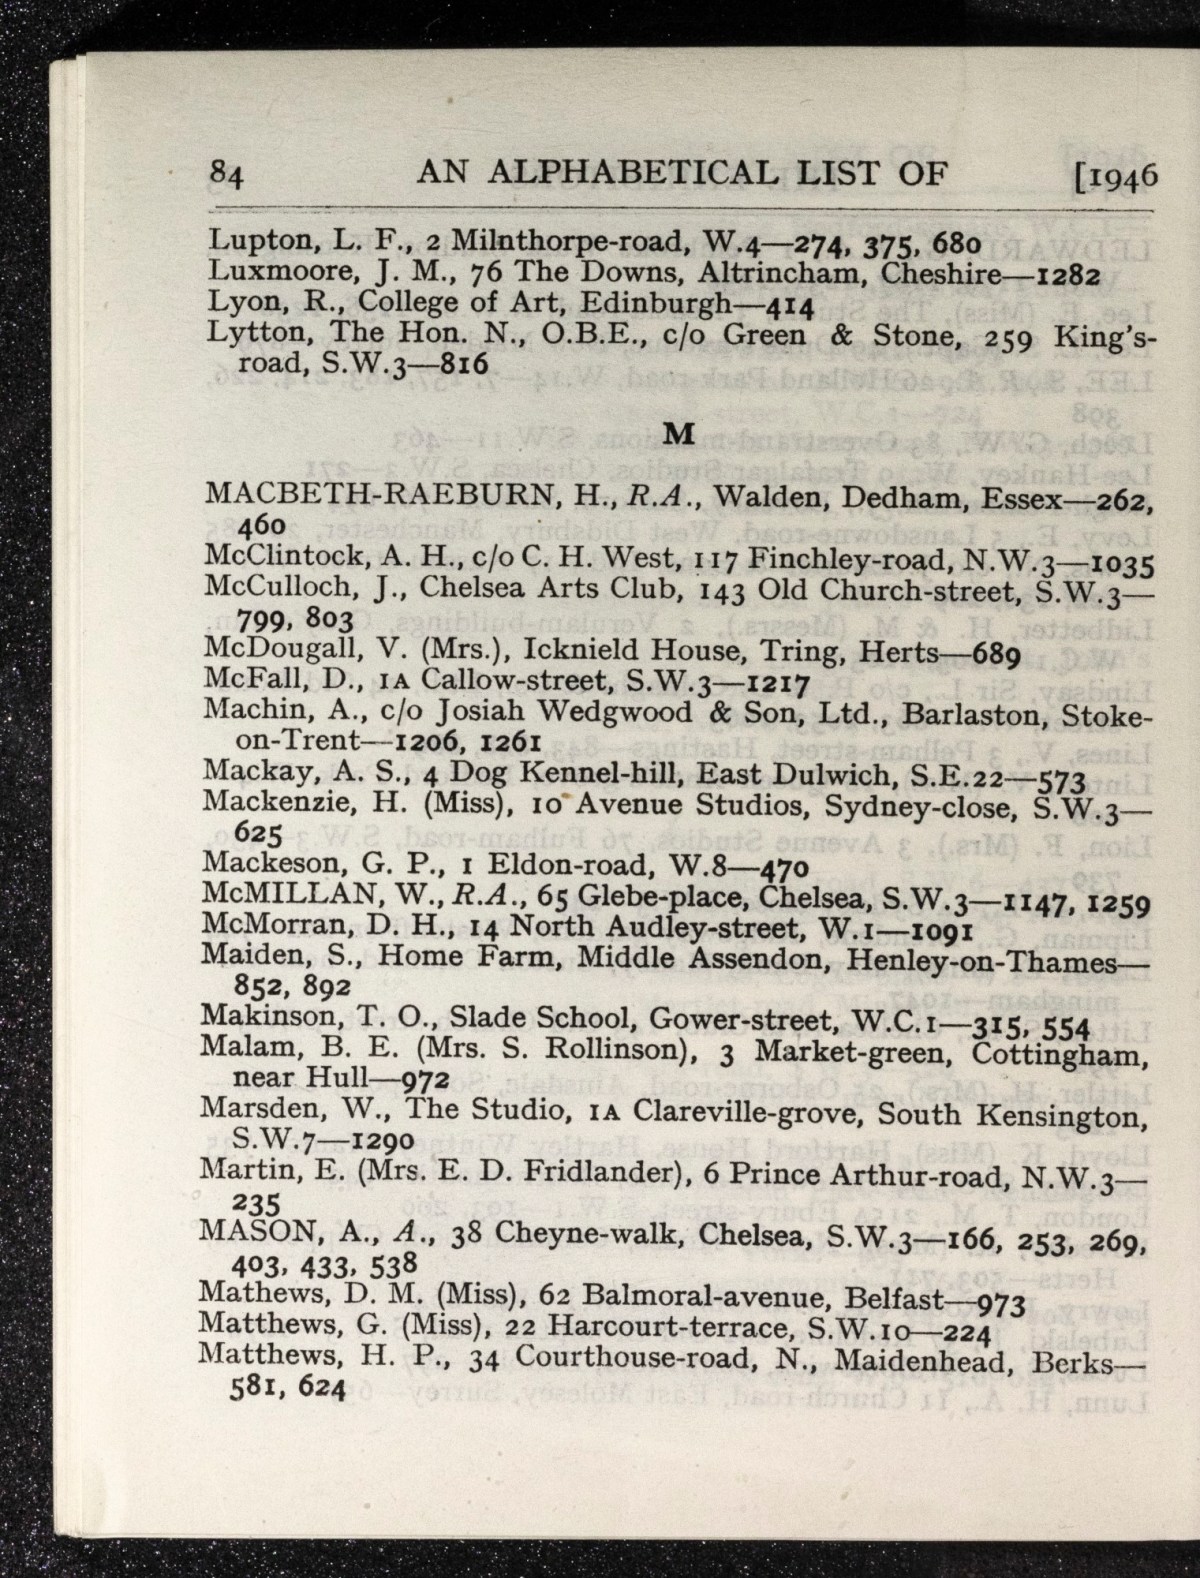 84 AN ALPHABETICAL LIST OF [1946
Lupton, L. F., 2 Milnthorpe-road, W.4—274, 375, 680
Luxmoore, J. M., 76 The Downs, Altrincham, Cheshire—1282
Lyon, R., College of Art, Edinburgh—414
Lytton, The Hon. N., O.B.E., c/o Green & Stone, 259 King's-
road, S.W.3—816
M
MACBETH-RAEBURN, H., R.A., Walden, Dedham, Essex—262,
460
McClintock, A. H., c/o C. H. West, 117 Finchley-road, N.W.3—1035
McCulloch, J., Chelsea Arts Club, 143 Old Church-street, S.W.3—
799, 803
McDougall, V. (Mrs.), Icknield House, Tring, Herts—689
McFall, D., 1A Callow-street, S.W.3—1217
Machin, A., c/o Josiah Wedgwood & Son, Ltd., Barlaston, Stoke-
on-Trent—1206, 1261
Mackay, A. S., 4 Dog Kennel-hill, East Dulwich, S.E.22—573
Mackenzie, H. (Miss), 10 Avenue Studios, Sydney-close, S.W.3—
625
Mackeson, G. P., 1 Eldon-road, W.8—470
McMILLAN, W., R.A., 65 Glebe-place, Chelsea, S.W.3—1147, 1259
McMorran, D. H., 14 North Audley-street, W.1—1091
Maiden, S., Home Farm, Middle Assendon, Henley-on-Thames—
852, 892
Makinson, T. O., Slade School, Gower-street, W.C.1—315, 554
Malam, B. E. (Mrs. S. Rollinson), 3 Market-green, Cottingham,
near Hull—972
Marsden, W., The Studio, 1A Clareville-grove, South Kensington,
S.W.7—1290
Martin, E. (Mrs. E. D. Fridlander), 6 Prince Arthur-road, N.W.3—
235
MASON, A., A., 38 Cheyne-walk, Chelsea, S.W.3—166, 253, 269,
403, 433, 538
Mathews, D. M. (Miss), 62 Balmoral-avenue, Belfast—973
Matthews, G. (Miss), 22 Harcourt-terrace, S.W.10—224
Matthews, H. P., 34 Courthouse-road, N., Maidenhead, Berks—
581, 624